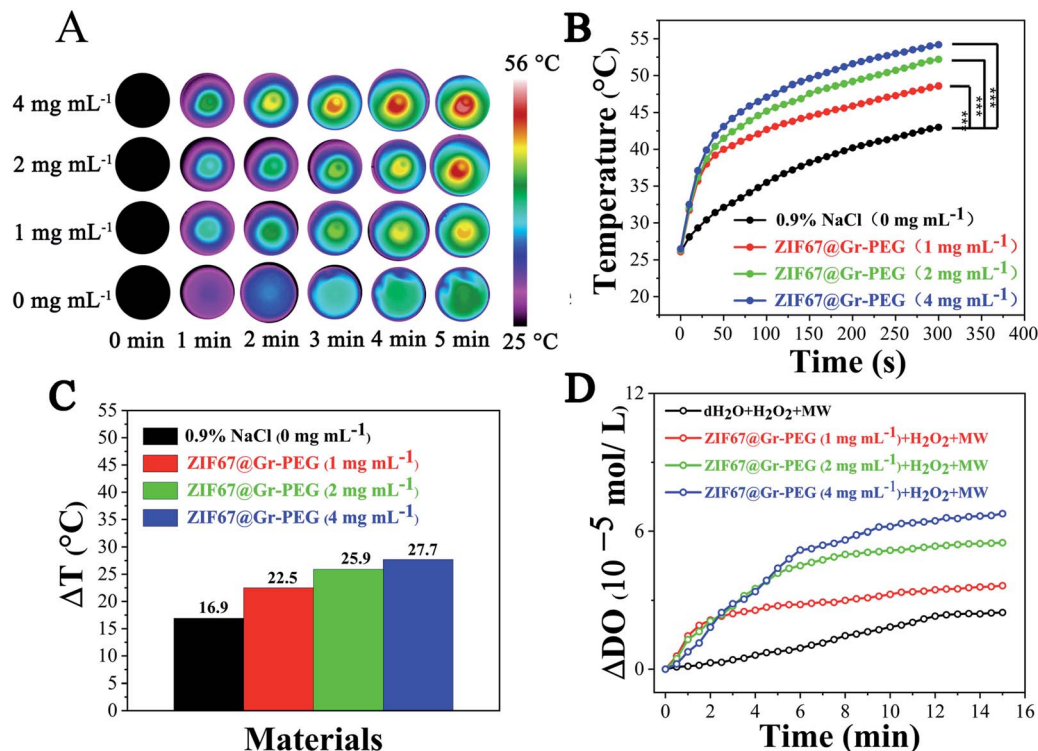 A
56 °C
4 mg mL⁻¹
2 mg mL⁻¹
1 mg mL⁻¹
0 mg mL⁻¹
0 min 1 min 2 min 3 min 4 min 5 min
25 °C
B
Temperature (°C)
55
50
45
40
35
30
25
***
***
***
0.9% NaCl（0 mg mL⁻¹）
ZIF67@Gr-PEG（1 mg mL⁻¹）
ZIF67@Gr-PEG（2 mg mL⁻¹）
ZIF67@Gr-PEG（4 mg mL⁻¹）
0 50 100 150 200 250 300 350 400
Time (s)
C
ΔT (°C)
55
50
45
40
35
30
25
20
15
10
5
0
0.9% NaCl (0 mg mL⁻¹)
ZIF67@Gr-PEG (1 mg mL⁻¹)
ZIF67@Gr-PEG (2 mg mL⁻¹)
ZIF67@Gr-PEG (4 mg mL⁻¹)
16.9 22.5 25.9 27.7
Materials
D
ΔDO (10 ⁻⁵ mol/ L)
12
6
0
dH₂O+H₂O₂+MW
ZIF67@Gr-PEG (1 mg mL⁻¹)+H₂O₂+MW
ZIF67@Gr-PEG (2 mg mL⁻¹)+H₂O₂+MW
ZIF67@Gr-PEG (4 mg mL⁻¹)+H₂O₂+MW
0 2 4 6 8 10 12 14 16
Time (min)